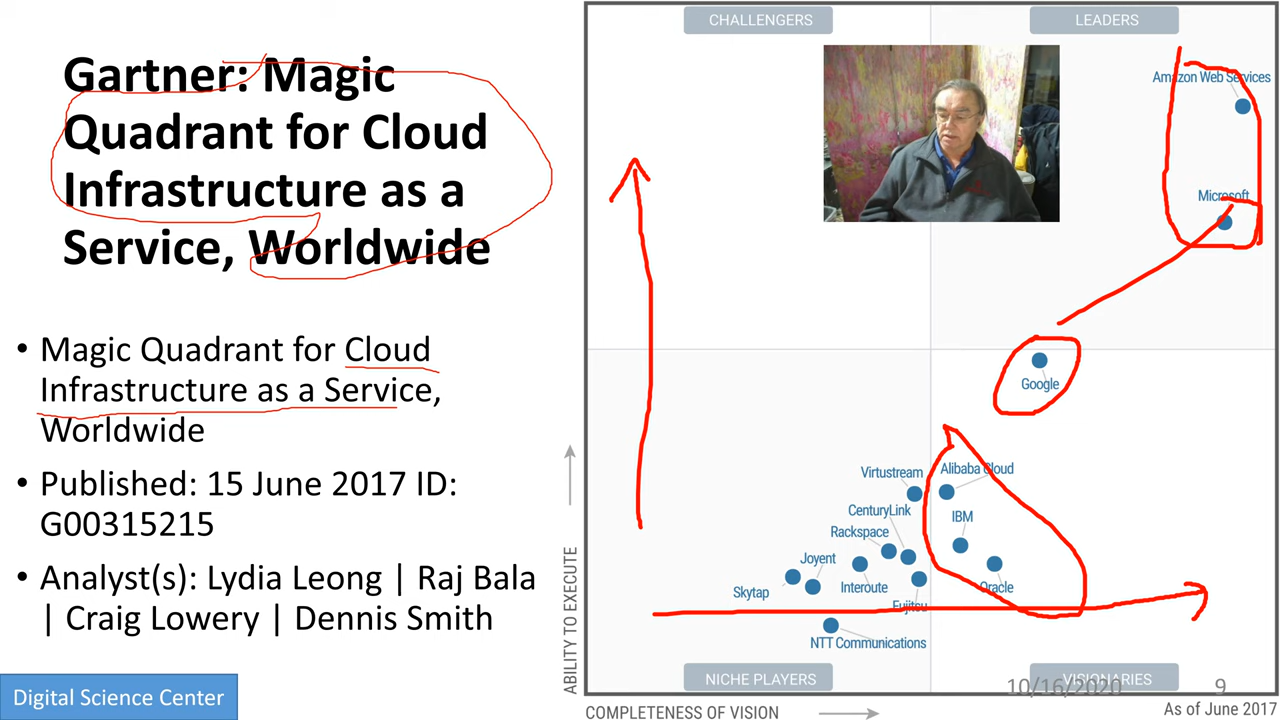 Gartner: Magic
Quadrant for Cloud
Infrastructure as a
Service, Worldwide
• Magic Quadrant for Cloud
Infrastructure as a Service,
Worldwide
• Published: 15 June 2017 ID:
G00315215
• Analyst(s): Lydia Leong | Raj Bala
| Craig Lowery | Dennis Smith
Digital Science Center
CHALLENGERS
LEADERS
Amazon Web Services
Microsoft
Google
Virtustream
Alibaba Cloud
CenturyLink
IBM
Rackspace
Joyent
Skytap
Interoute
Fujitsu
Oracle
NTT Communications
NICHE PLAYERS
VISIONARIES
10/16/2020
9
ABILITY TO EXECUTE
COMPLETENESS OF VISION
As of June 2017